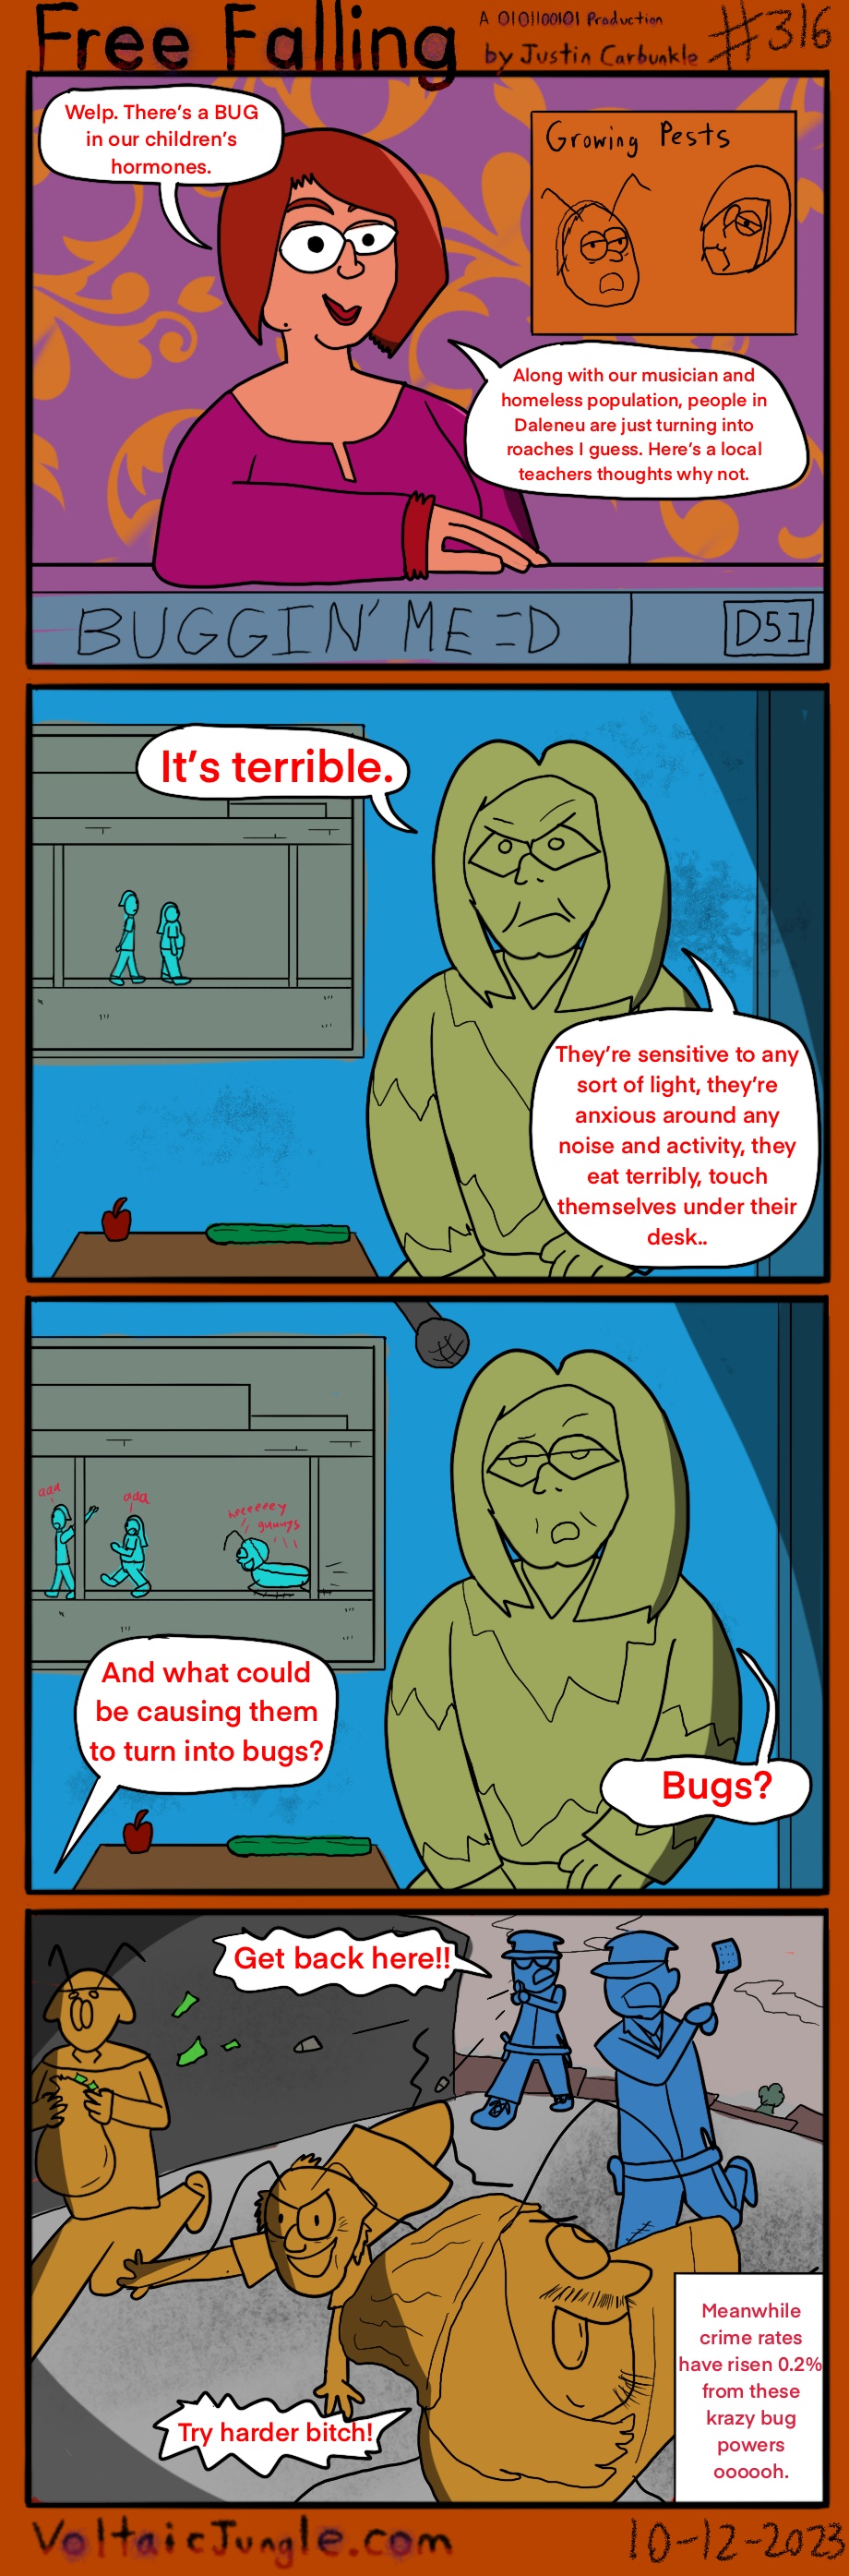 Free Falling
A 0101100101 Production
by Justin Carbunkle
#316
Welp. There's a BUG
in our children's
hormones.
Growing Pests
Along with our musician and
homeless population, people in
Daleneu are just turning into
roaches I guess. Here's a local
teachers thoughts why not.
BUGGIN' ME =D
D51
It's terrible.
They're sensitive to any
sort of light, they're
anxious around any
noise and activity, they
eat terribly, touch
themselves under their
desk..
aaa
aaa
heeeeeey
guuuys
And what could
be causing them
to turn into bugs?
Bugs?
Get back here!!
Try harder bitch!
Meanwhile
crime rates
have risen 0.2%
from these
krazy bug
powers
oooooh.
VoltaicJungle.com
10-12-2023